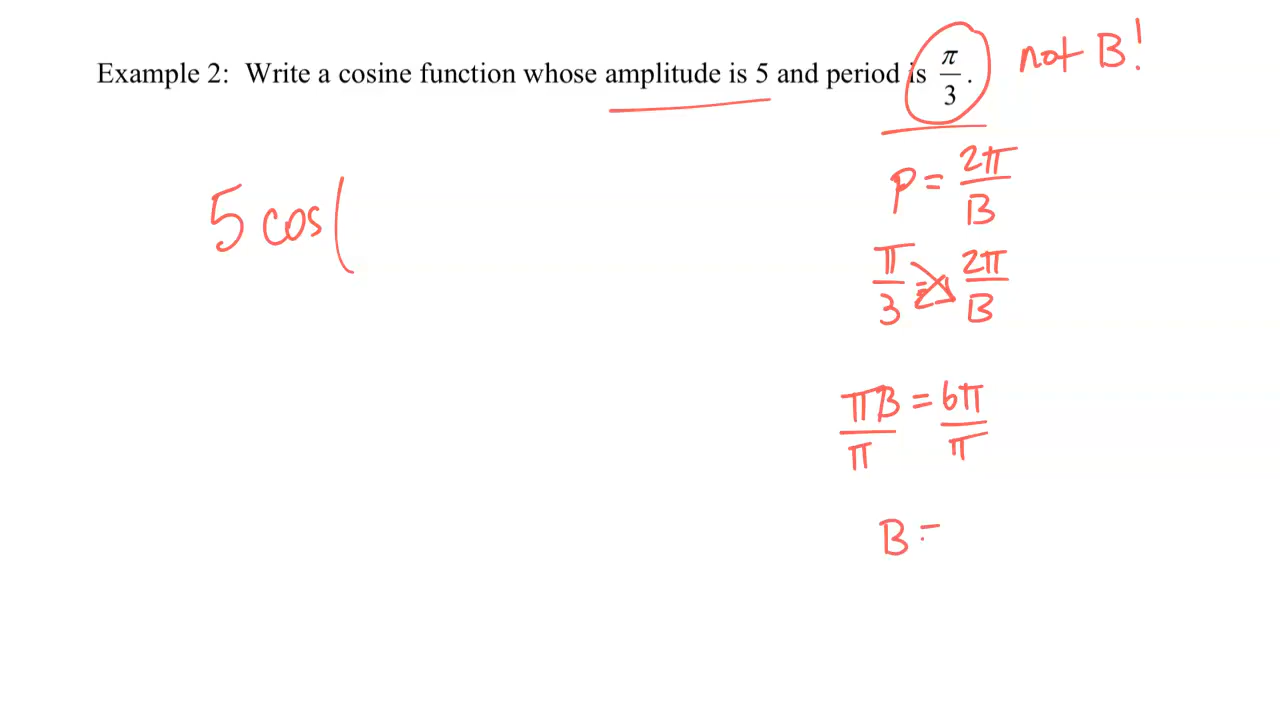 Example 2: Write a cosine function whose amplitude is 5 and period is π/3.
not B!
P = 2π/B
5 cos(
π/3 = 2π/B
πB/π = 6π/π
B =